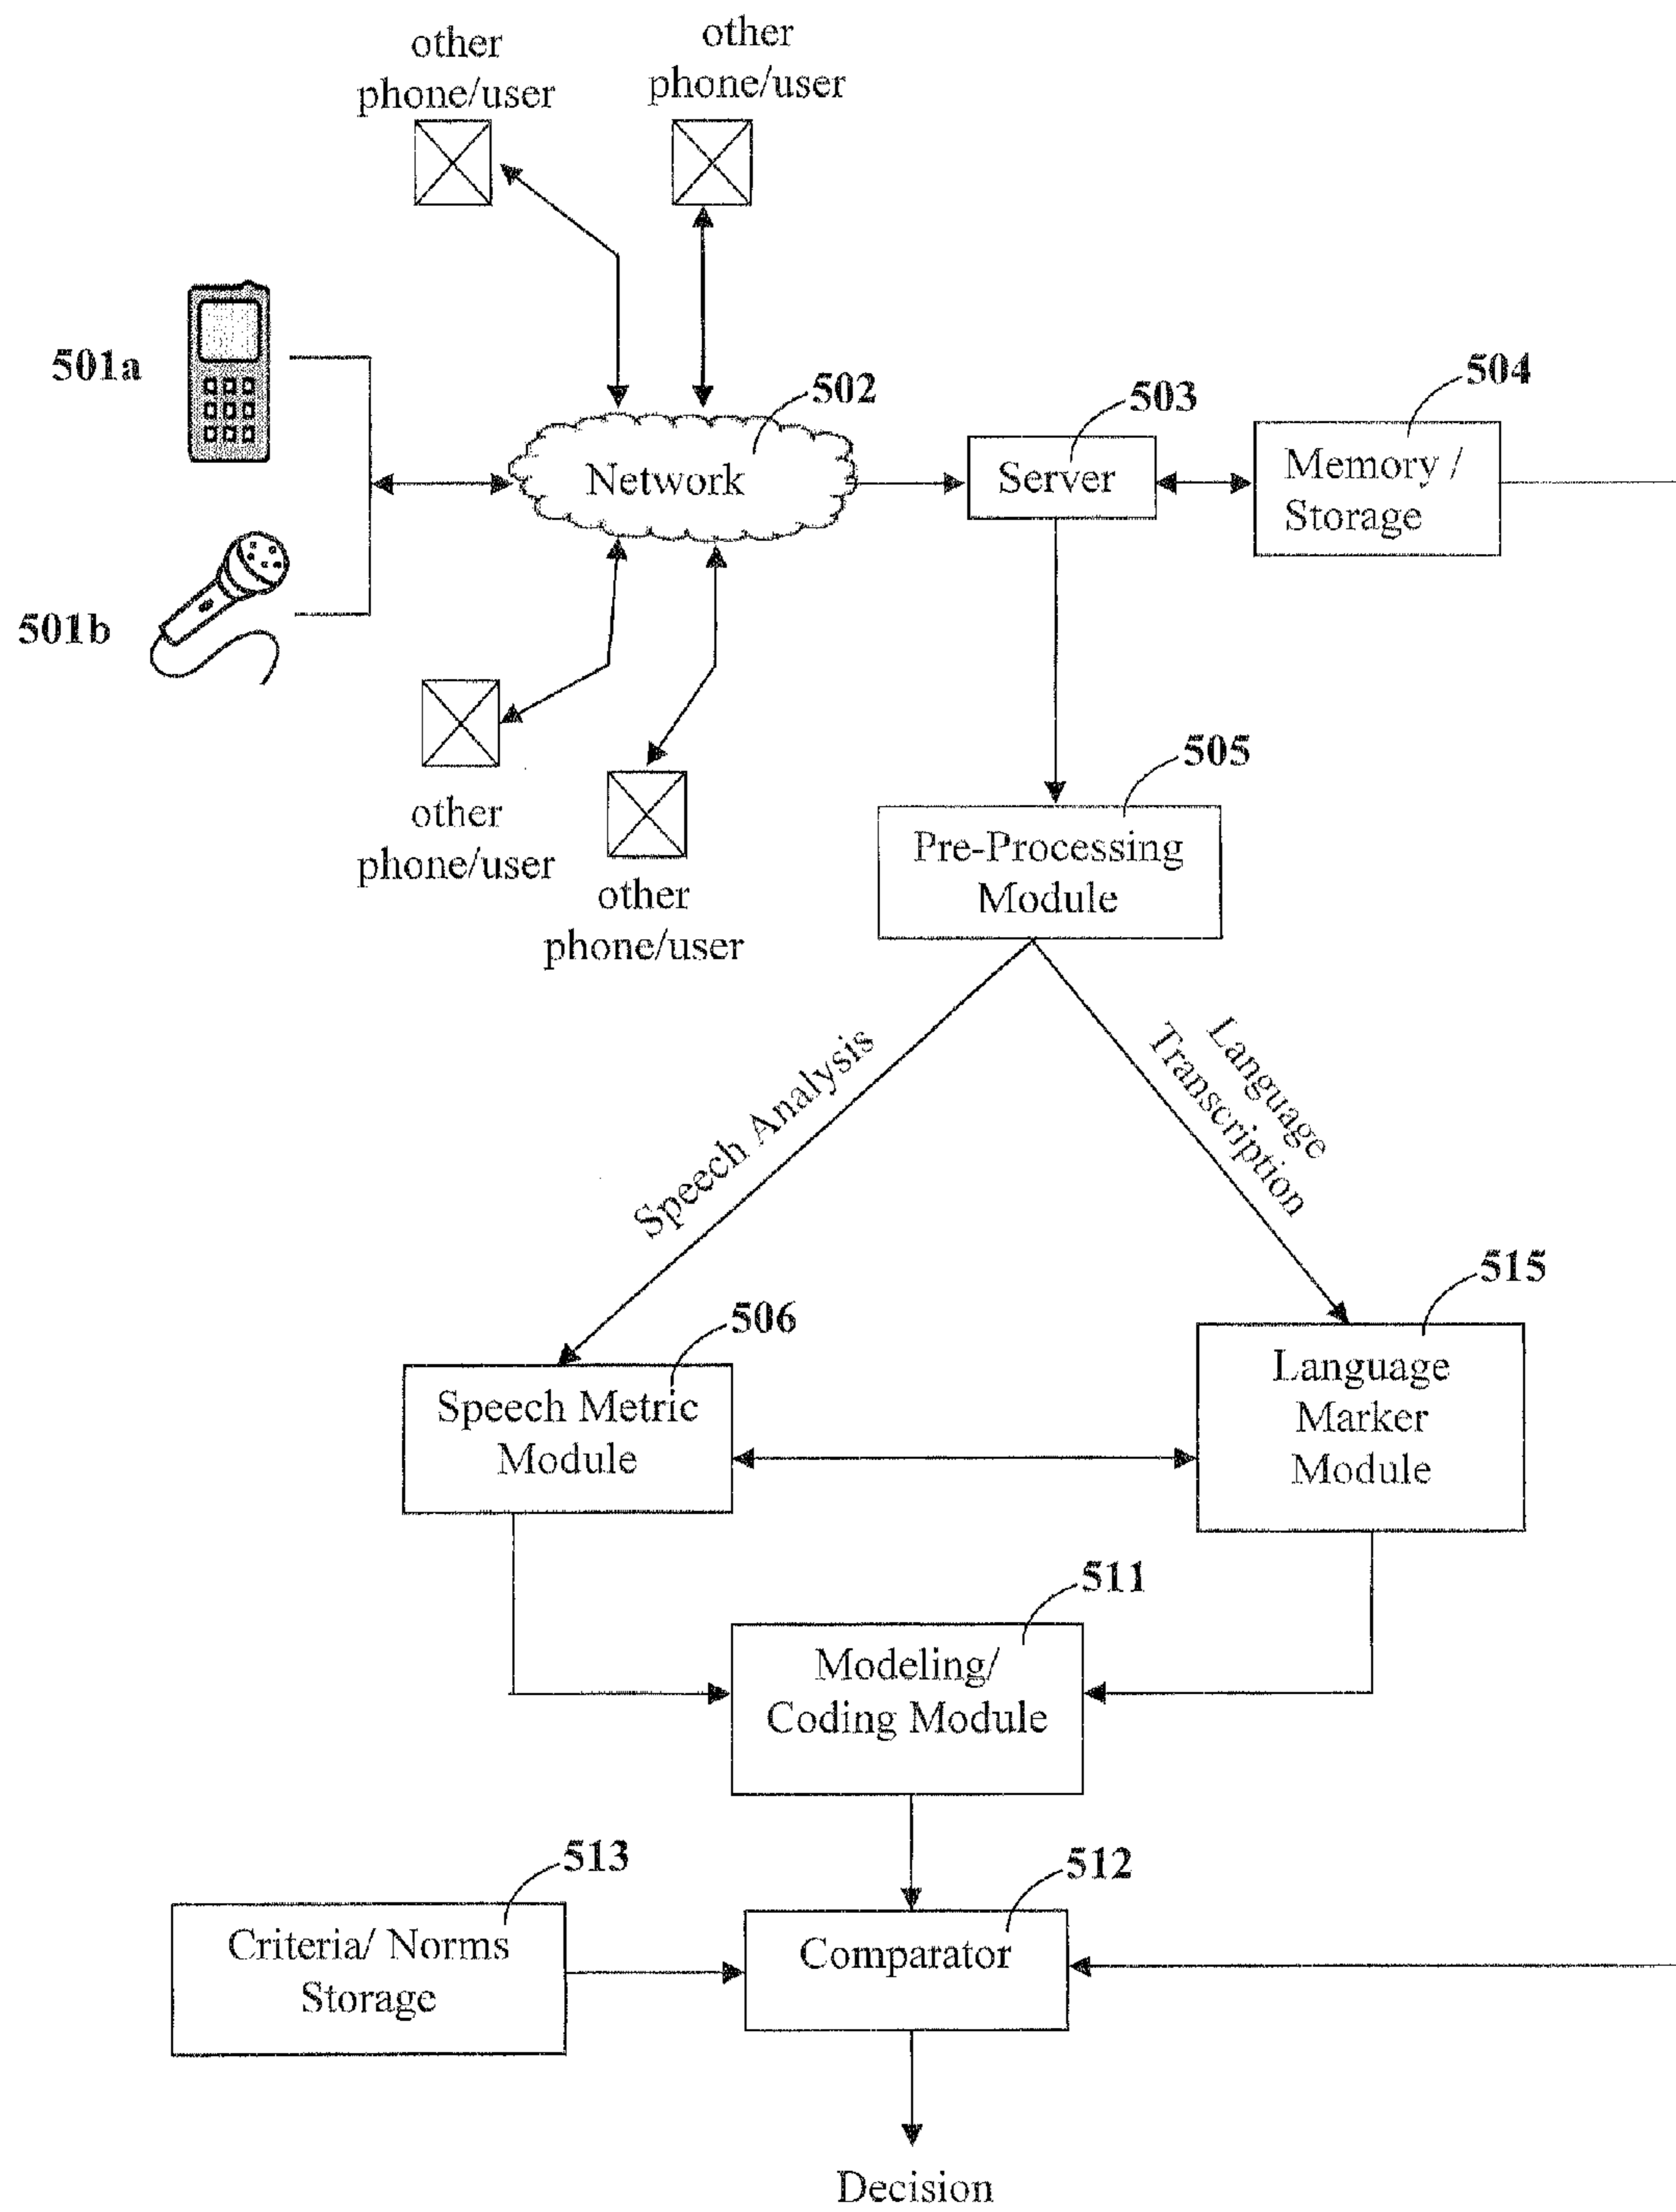 other
phone/user
other
phone/user
501a
502
503
504
Network
Server
Memory /
Storage
501b
505
other
phone/user
other
phone/user
Pre-Processing
Module
Speech Analysis
Language
Transcription
506
515
Speech Metric
Module
Language
Marker
Module
511
Modeling/
Coding Module
513
512
Criteria/ Norms
Storage
Comparator
Decision